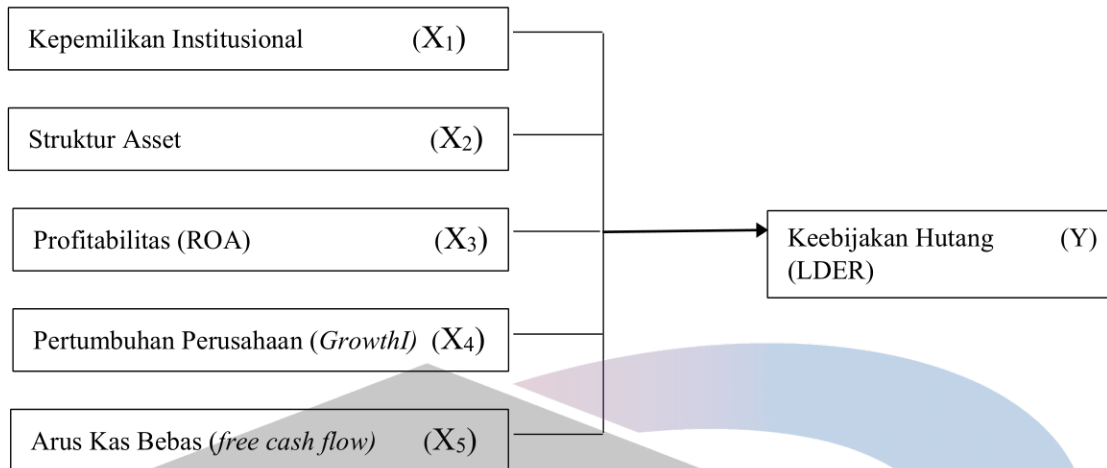 Kepemilikan Institusional (X₁)
Struktur Asset (X₂)
Profitabilitas (ROA) (X₃)
Keebijakan Hutang (Y)
(LDER)
Pertumbuhan Perusahaan (GrowthI) (X₄)
Arus Kas Bebas (free cash flow) (X₅)